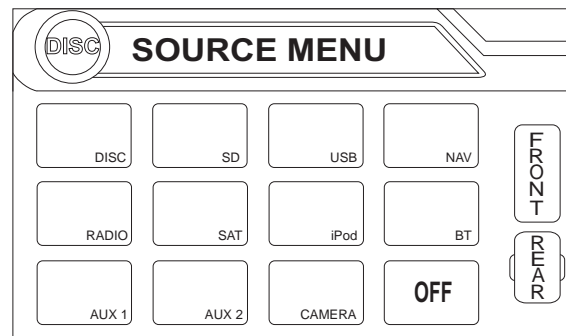 DISC SOURCE MENU
DISC SD USB NAV
RADIO SAT iPod BT
AUX 1 AUX 2 CAMERA OFF
FRONT
REAR